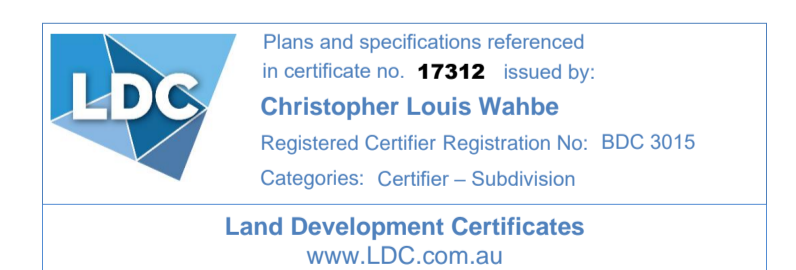 LDC
Plans and specifications referenced
in certificate no. 17312 issued by:
Christopher Louis Wahbe
Registered Certifier Registration No: BDC 3015
Categories: Certifier – Subdivision
Land Development Certificates
www.LDC.com.au